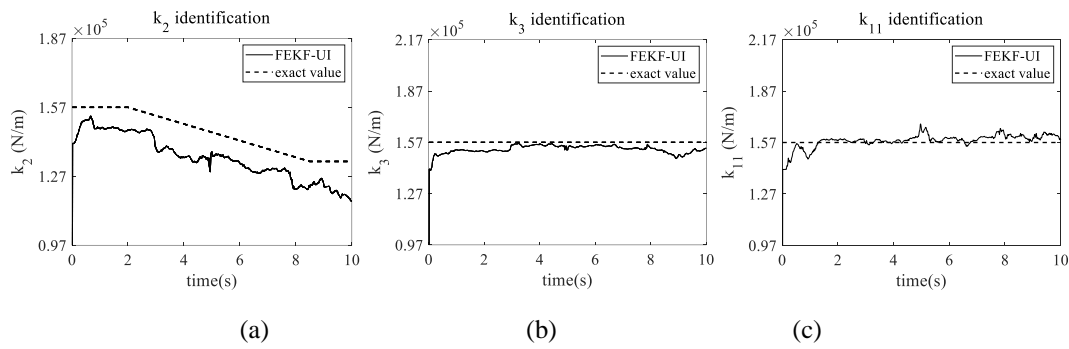 k2 identification
×10^5
1.87
1.57
1.27
0.97
k2 (N/m)
FEKF-UI
exact value
0 2 4 6 8 10
time(s)
(a)
k3 identification
×10^5
2.17
1.87
1.57
1.27
0.97
k3 (N/m)
FEKF-UI
exact value
0 2 4 6 8 10
time(s)
(b)
k11 identification
×10^5
2.17
1.87
1.57
1.27
0.97
k11 (N/m)
FEKF-UI
exact value
0 2 4 6 8 10
time(s)
(c)